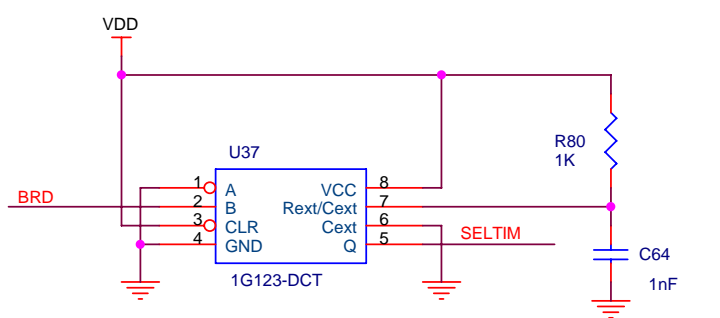 VDD
R80
1K
U37
1 A VCC 8
BRD 2 B Rext/Cext 7
3 CLR Cext 6
4 GND Q 5 SELTIM
C64
1nF
1G123-DCT